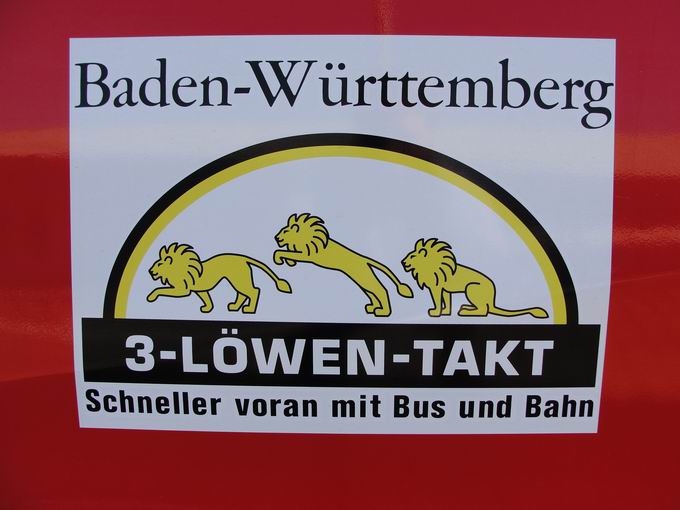 Baden-Württemberg
3-LÖWEN-TAKT
Schneller voran mit Bus und Bahn